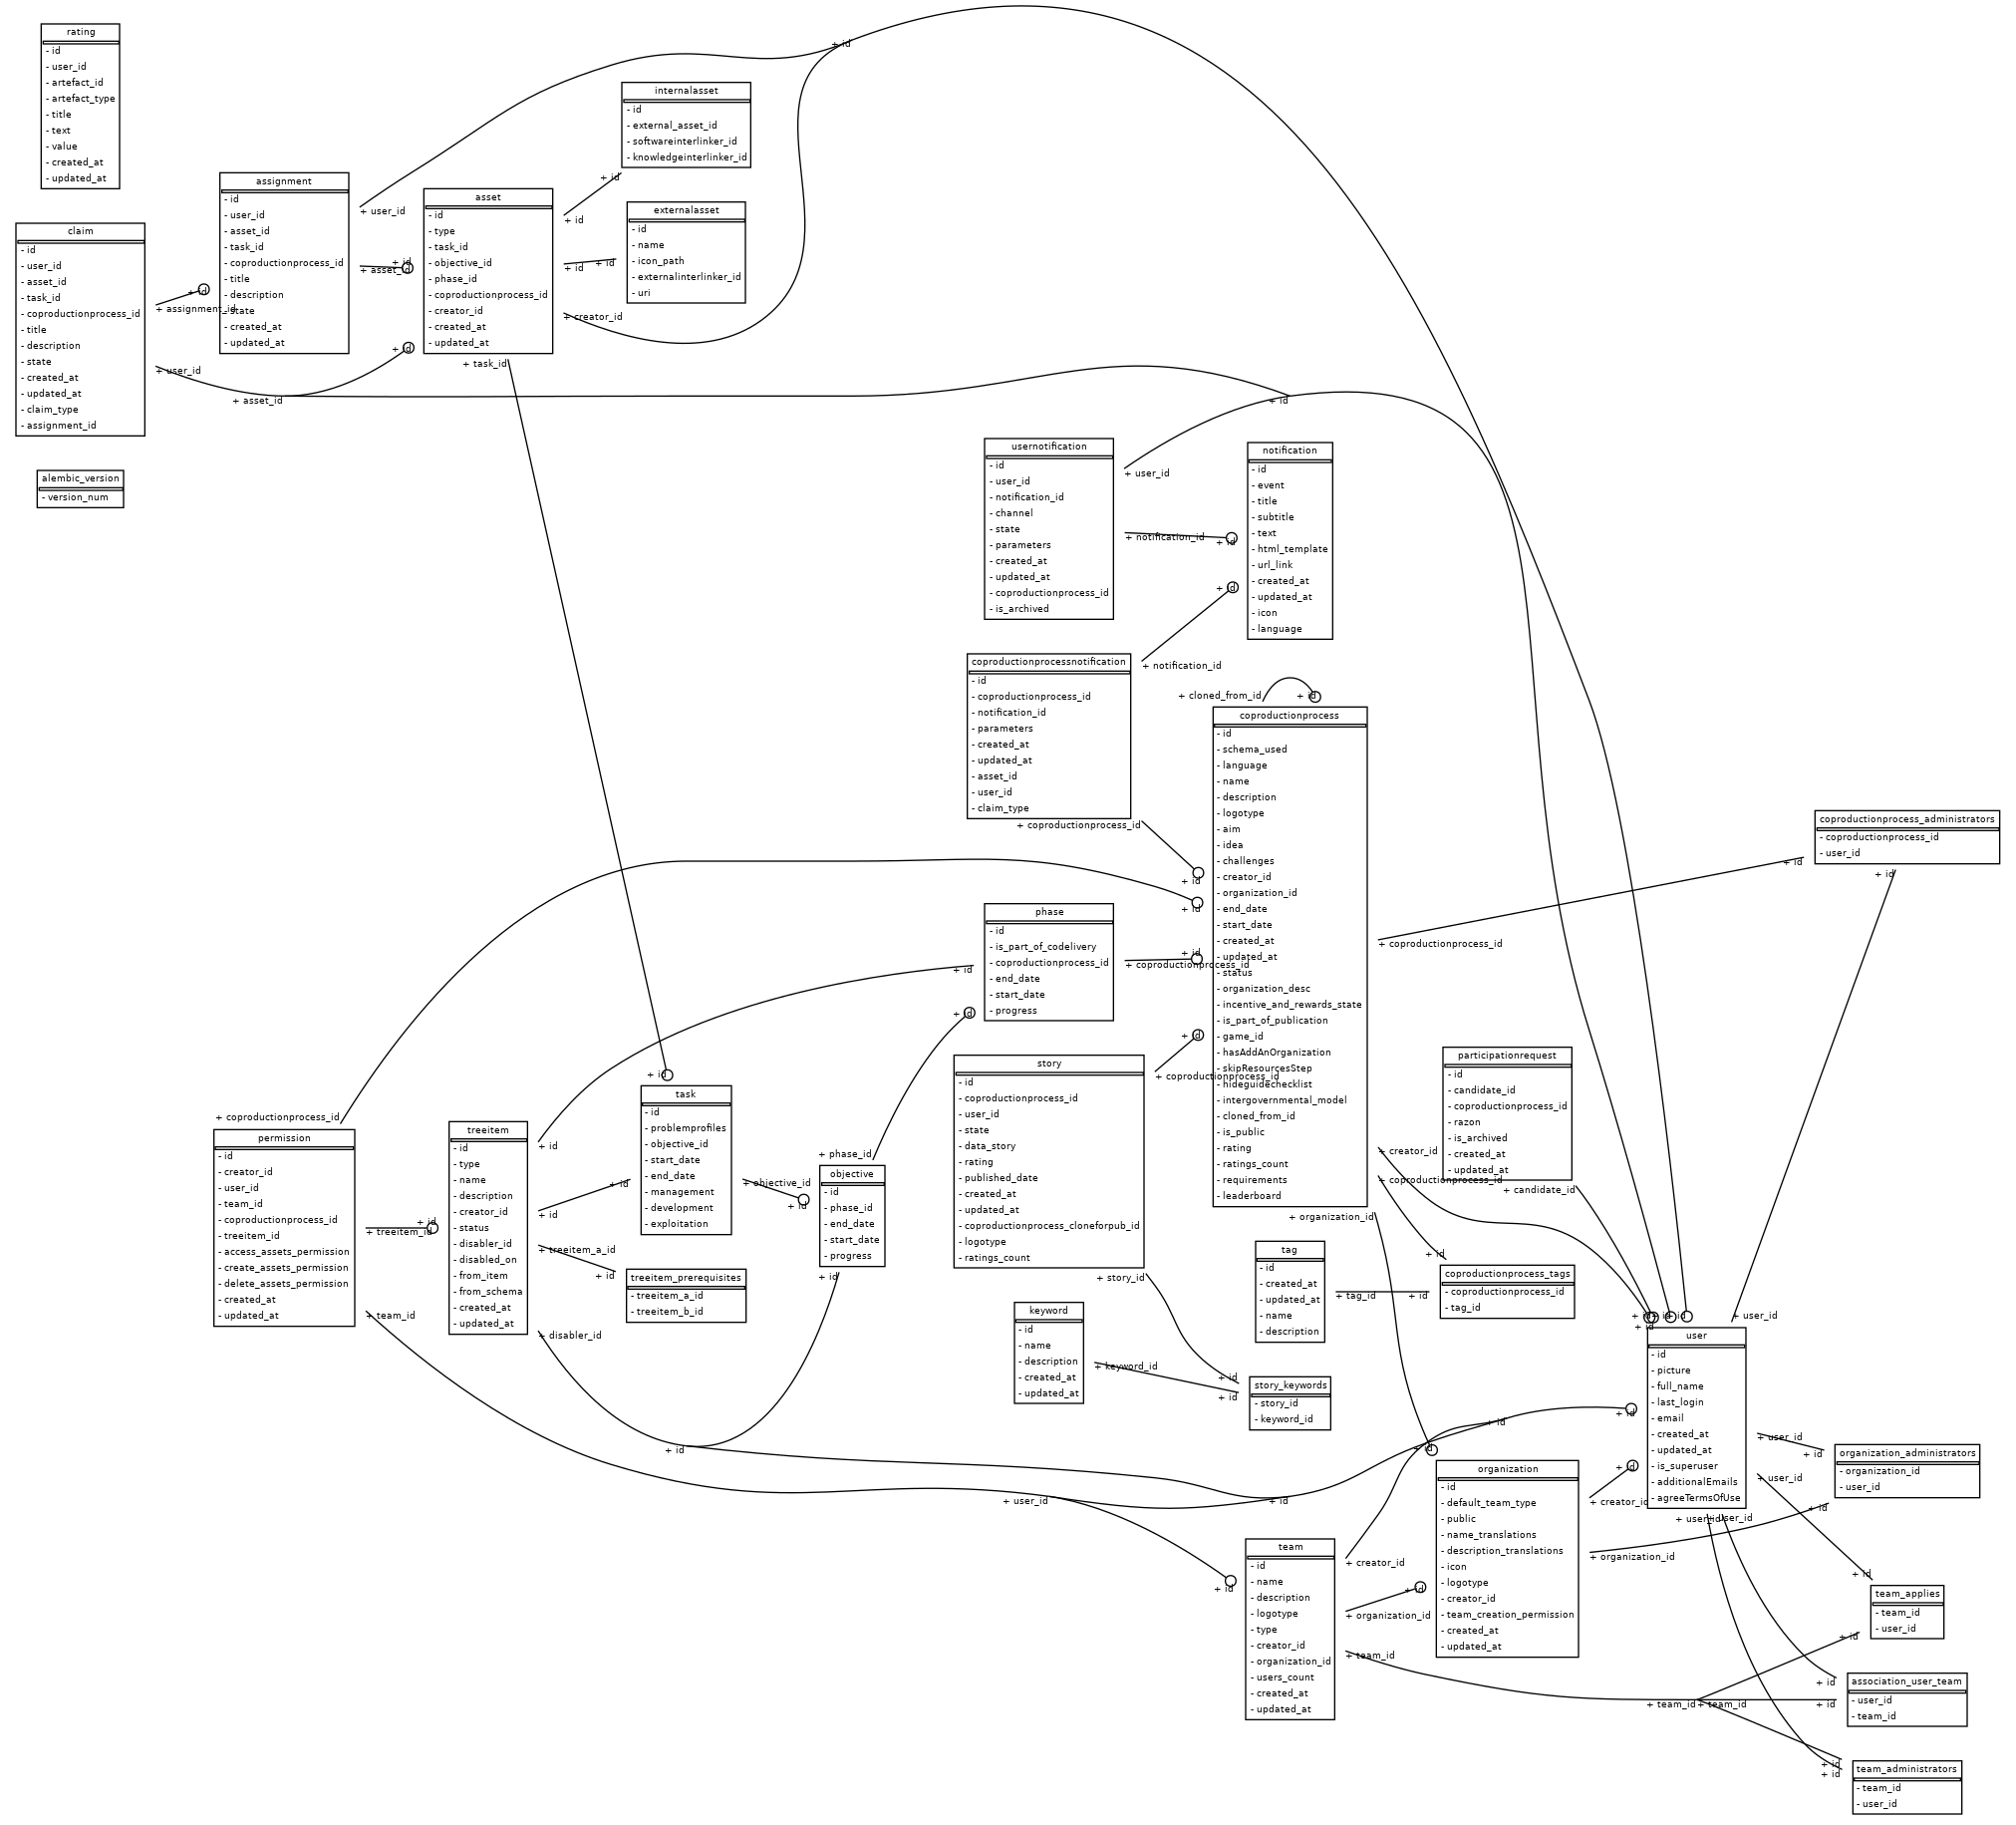 rating
- id
- user_id
- artefact_id
- artefact_type
- title
- text
- value
- created_at
- updated_at
+ id
internalasset
- id
- external_asset_id
- softwareinterlinker_id
- knowledgeinterlinker_id
+ id
assignment
- id
- user_id
- asset_id
- task_id
- coproductionprocess_id
- title
- description
- state
- created_at
- updated_at
+ user_id
+ id
+ asset_id
asset
- id
- type
- task_id
- objective_id
- phase_id
- coproductionprocess_id
- creator_id
- created_at
- updated_at
+ id
+ id
+ id
+ creator_id
+ id
+ task_id
externalasset
- id
- name
- icon_path
- externalinterlinker_id
- uri
claim
- id
- user_id
- asset_id
- task_id
- coproductionprocess_id
- title
- description
- state
- created_at
- updated_at
- claim_type
- assignment_id
+ id
+ assignment_id
+ user_id
+ asset_id
+ id
alembic_version
- version_num
usernotification
- id
- user_id
- notification_id
- channel
- state
- parameters
- created_at
- updated_at
- coproductionprocess_id
- is_archived
+ user_id
+ notification_id
+ id
notification
- id
- event
- title
- subtitle
- text
- html_template
- url_link
- created_at
- updated_at
- icon
- language
+ id
+ notification_id
coproductionprocessnotification
- id
- coproductionprocess_id
- notification_id
- parameters
- created_at
- updated_at
- asset_id
- user_id
- claim_type
+ coproductionprocess_id
+ id
+ id
+ cloned_from_id
+ id
coproductionprocess
- id
- schema_used
- language
- name
- description
- logotype
- aim
- idea
- challenges
- creator_id
- organization_id
- end_date
- start_date
- created_at
- updated_at
- status
- organization_desc
- incentive_and_rewards_state
- is_part_of_publication
- game_id
- hasAddAnOrganization
- skipResourcesStep
- hideguidechecklist
- intergovernmental_model
- cloned_from_id
- is_public
- rating
- ratings_count
- requirements
- leaderboard
+ coproductionprocess_id
+ creator_id
+ coproductionprocess_id
+ organization_id
coproductionprocess_administrators
- coproductionprocess_id
- user_id
+ id
+ id
phase
- id
- is_part_of_codelivery
- coproductionprocess_id
- end_date
- start_date
- progress
+ id
+ id
+ id
+ coproductionprocess_id
story
- id
- coproductionprocess_id
- user_id
- state
- data_story
- rating
- published_date
- created_at
- updated_at
- coproductionprocess_cloneforpub_id
- logotype
- ratings_count
+ id
+ coproductionprocess_id
+ story_id
participationrequest
- id
- candidate_id
- coproductionprocess_id
- razon
- is_archived
- created_at
- updated_at
+ candidate_id
+ coproductionprocess_id
permission
- id
- creator_id
- user_id
- team_id
- coproductionprocess_id
- treeitem_id
- access_assets_permission
- create_assets_permission
- delete_assets_permission
- created_at
- updated_at
+ id
+ treeitem_id
+ team_id
treeitem
- id
- type
- name
- description
- creator_id
- status
- disabler_id
- disabled_on
- from_item
- from_schema
- created_at
- updated_at
+ id
+ id
+ treeitem_a_id
+ disabler_id
+ id
task
- id
- problemprofiles
- objective_id
- start_date
- end_date
- management
- development
- exploitation
+ id
+ objective_id
+ id
+ phase_id
objective
- id
- phase_id
- end_date
- start_date
- progress
+ id
+ id
treeitem_prerequisites
- treeitem_a_id
- treeitem_b_id
+ id
tag
- id
- created_at
- updated_at
- name
- description
+ tag_id
+ id
+ id
coproductionprocess_tags
- coproductionprocess_id
- tag_id
keyword
- id
- name
- description
- created_at
- updated_at
+ keyword_id
+ id
+ id
story_keywords
- story_id
- keyword_id
+ id
+ id
+ id
+ id
+ user_id
user
- id
- picture
- full_name
- last_login
- email
- created_at
- updated_at
- is_superuser
- additionalEmails
- agreeTermsOfUse
+ id
+ id
+ id
+ id
+ user_id
+ user_id
+ user_id
+ user_id
organization_administrators
- organization_id
- user_id
+ id
+ id
organization
- id
- default_team_type
- public
- name_translations
- description_translations
- icon
- logotype
- creator_id
- team_creation_permission
- created_at
- updated_at
+ creator_id
+ organization_id
+ user_id
+ id
+ id
team
- id
- name
- description
- logotype
- type
- creator_id
- organization_id
- users_count
- created_at
- updated_at
+ creator_id
+ id
+ organization_id
+ team_id
+ team_id
+ team_id
+ id
team_applies
- team_id
- user_id
+ id
+ id
association_user_team
- user_id
- team_id
+ id
+ id
team_administrators
- team_id
- user_id
+ id